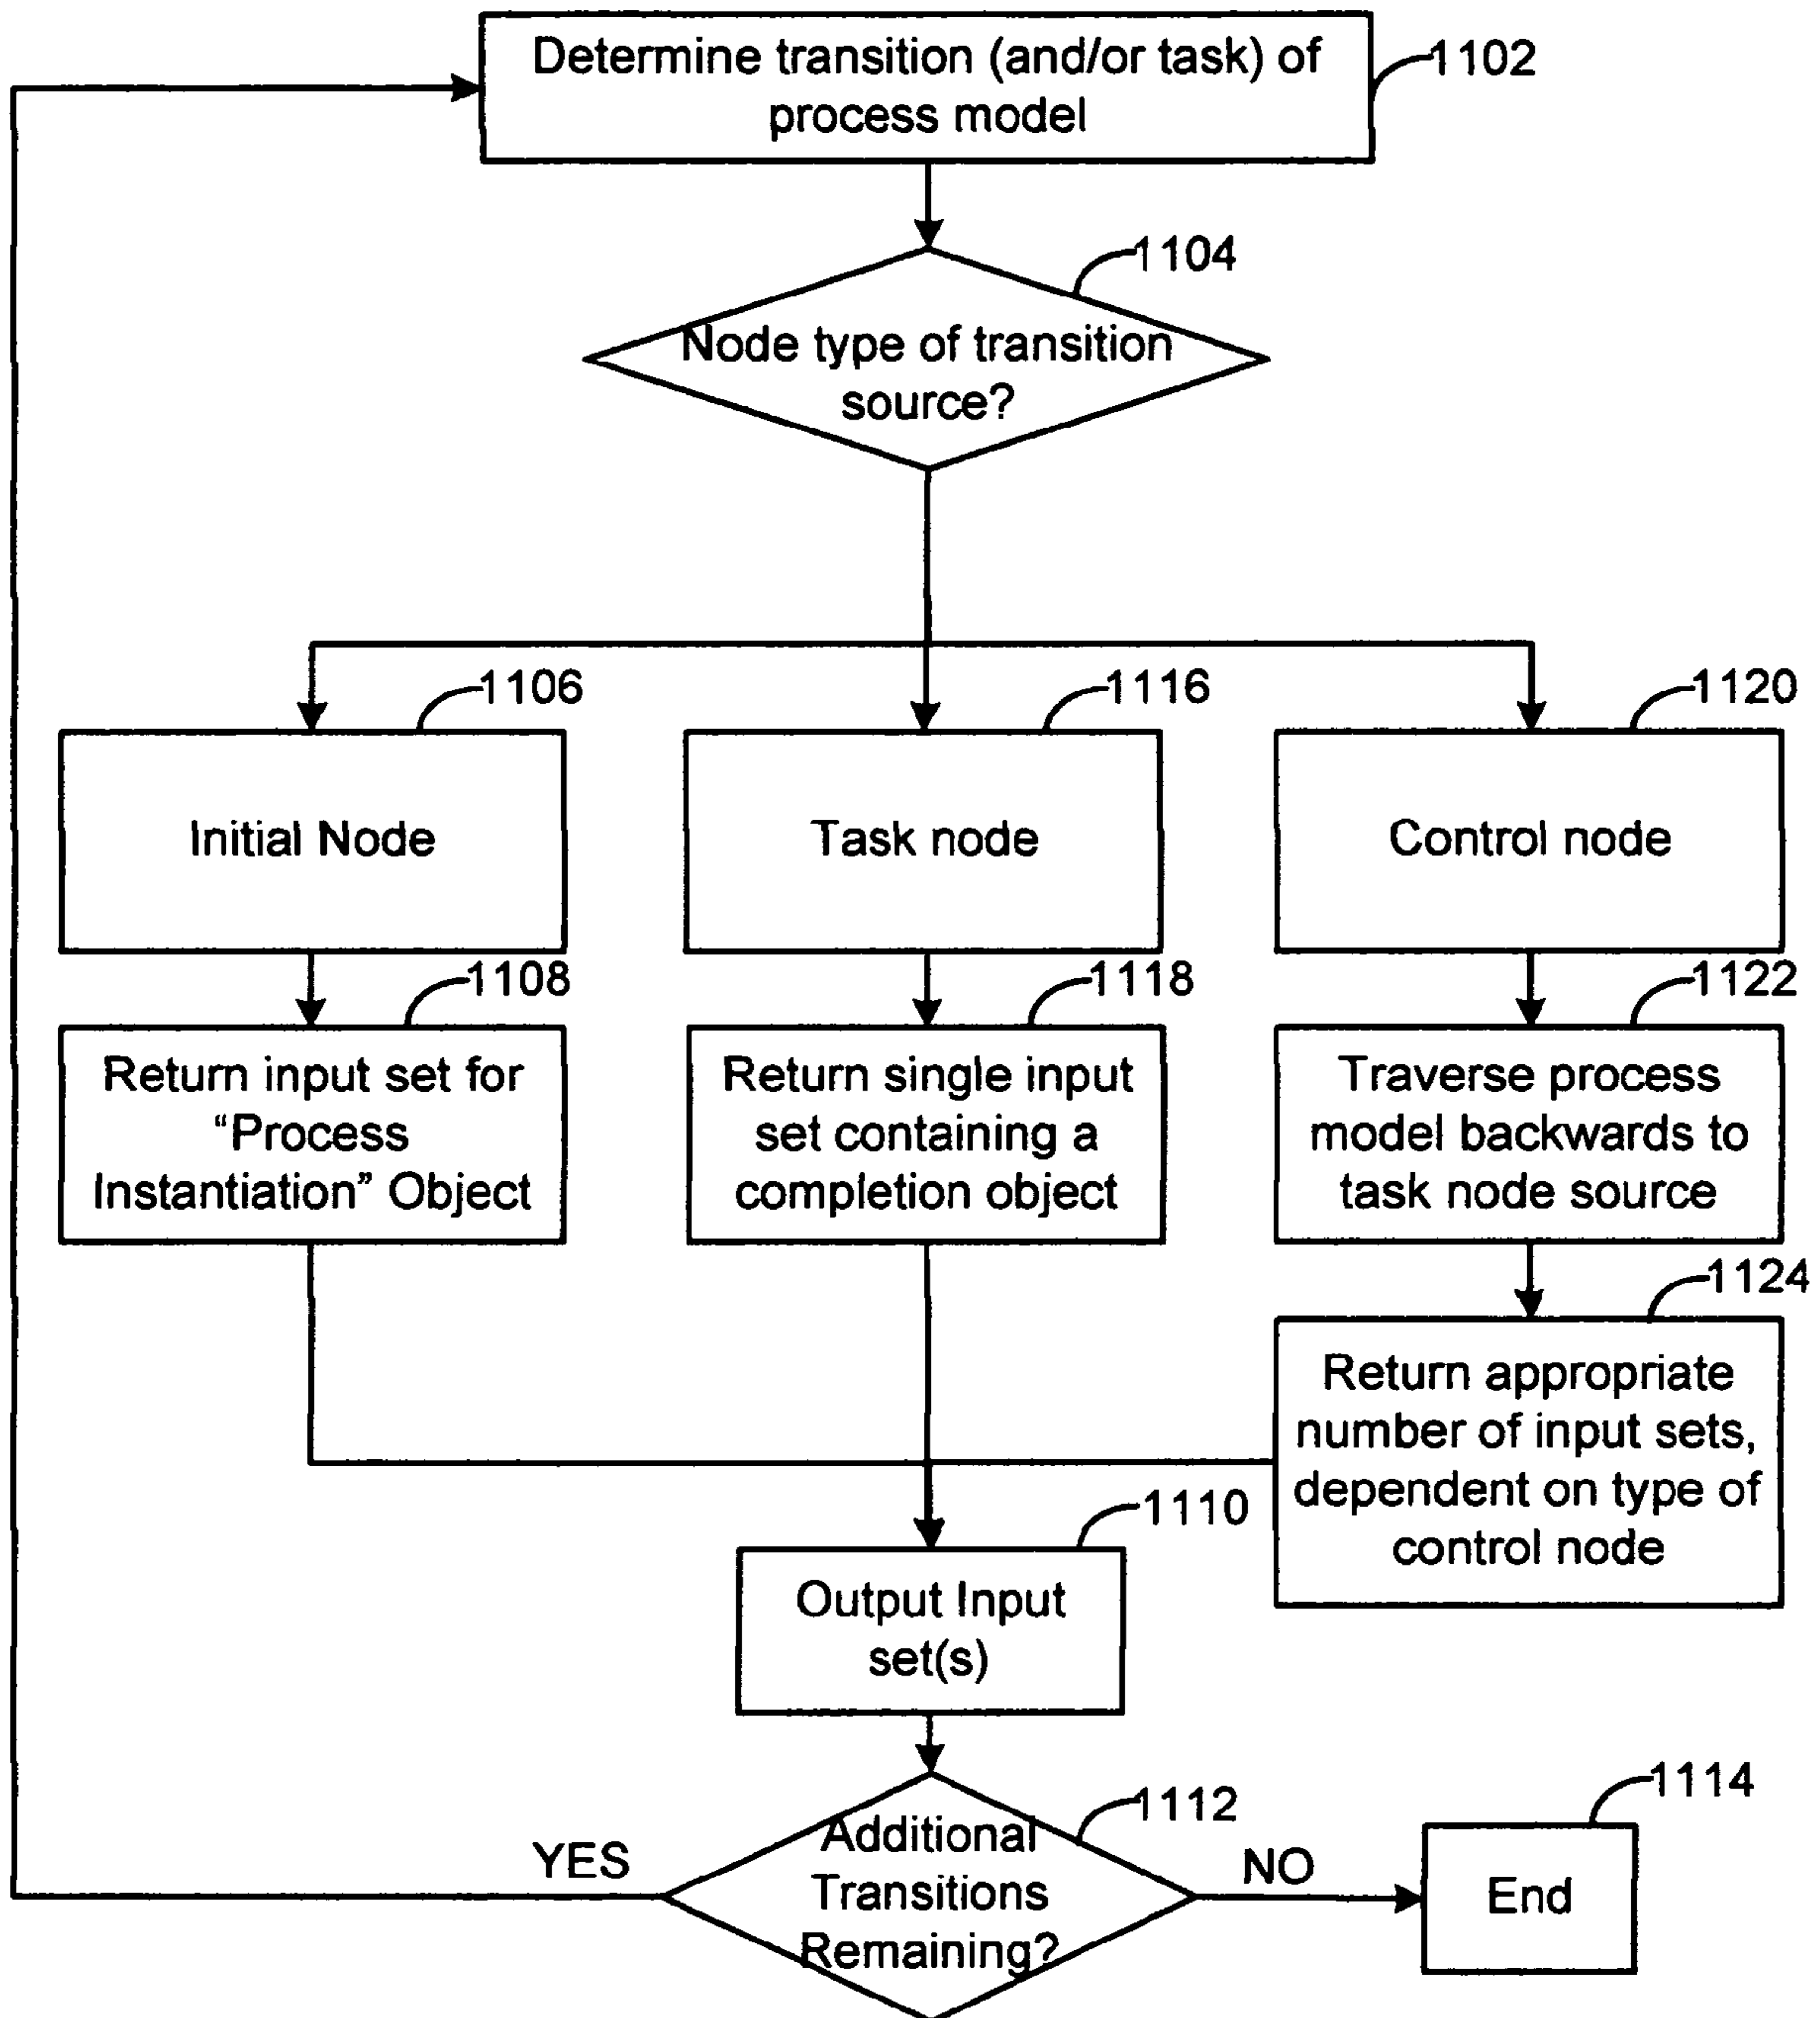 Determine transition (and/or task) of
process model
1102
1104
Node type of transition
source?
1106
1116
1120
Initial Node
Task node
Control node
1108
1118
1122
Return input set for
“Process
Instantiation” Object
Return single input
set containing a
completion object
Traverse process
model backwards to
task node source
1124
Return appropriate
number of input sets,
dependent on type of
control node
1110
Output Input
set(s)
1112
1114
Additional
Transitions
Remaining?
YES
NO
End